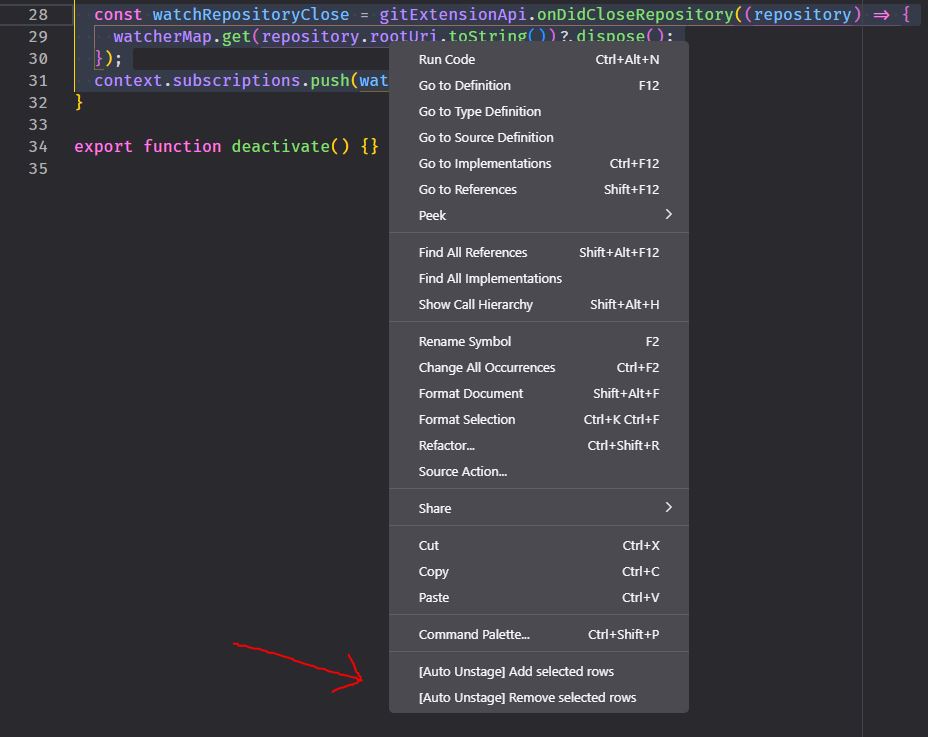 28 const watchRepositoryClose = gitExtensionApi.onDidCloseRepository((repository) => {
29 watcherMap.get(repository.rootUri.toString())?.dispose();
30 });
31 context.subscriptions.push(wat
32 }
33
34 export function deactivate() {}
35
Run Code Ctrl+Alt+N
Go to Definition F12
Go to Type Definition
Go to Source Definition
Go to Implementations Ctrl+F12
Go to References Shift+F12
Peek
Find All References Shift+Alt+F12
Find All Implementations
Show Call Hierarchy Shift+Alt+H
Rename Symbol F2
Change All Occurrences Ctrl+F2
Format Document Shift+Alt+F
Format Selection Ctrl+K Ctrl+F
Refactor... Ctrl+Shift+R
Source Action...
Share
Cut Ctrl+X
Copy Ctrl+C
Paste Ctrl+V
Command Palette... Ctrl+Shift+P
[Auto Unstage] Add selected rows
[Auto Unstage] Remove selected rows